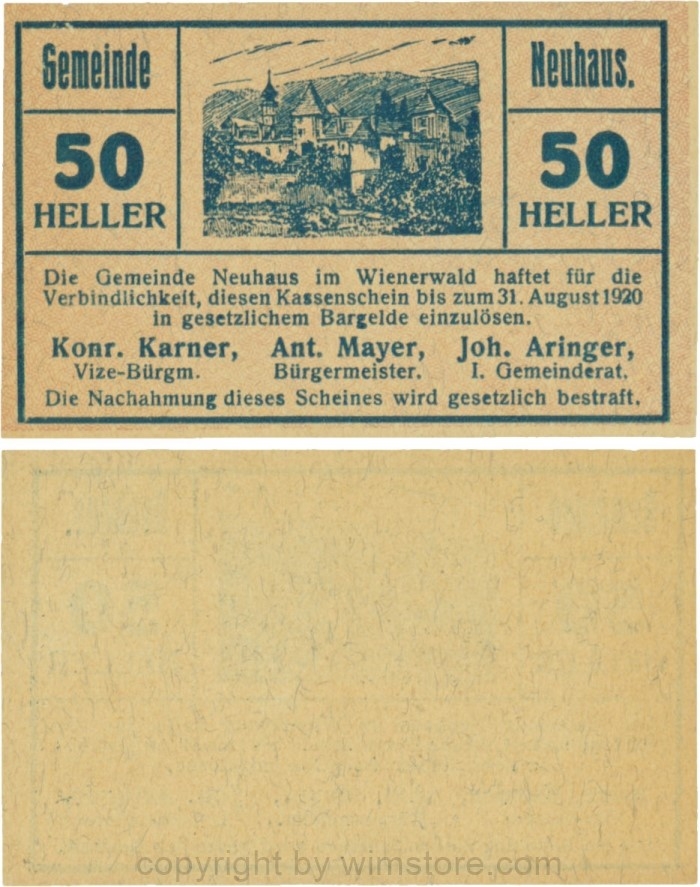 Gemeinde
Neuhaus.
50
HELLER
50
HELLER
Die Gemeinde Neuhaus im Wienerwald haftet für die
Verbindlichkeit, diesen Kassenschein bis zum 31. August 1920
in gesetzlichem Bargelde einzulösen.
Konr. Karner, Ant. Mayer, Joh. Aringer,
Vize-Bürgm. Bürgermeister. I. Gemeinderat.
Die Nachahmung dieses Scheines wird gesetzlich bestraft.
copyright by wimstore.com